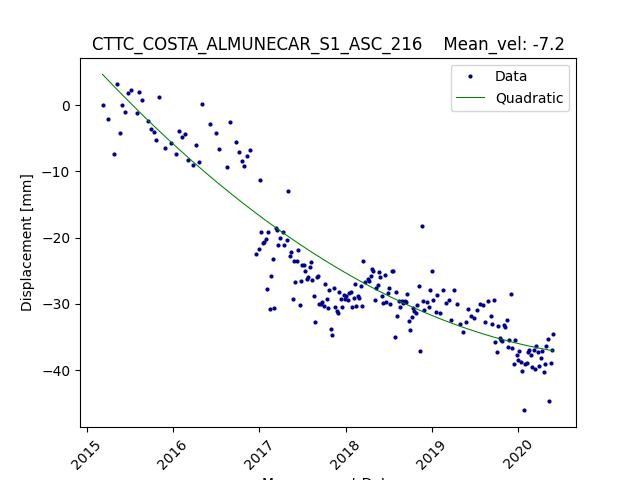 CTTC_COSTA_ALMUNECAR_S1_ASC_216 Mean_vel: -7.2
Data
Quadratic
Displacement [mm]
0
−10
−20
−30
−40
2015
2016
2017
2018
2019
2020